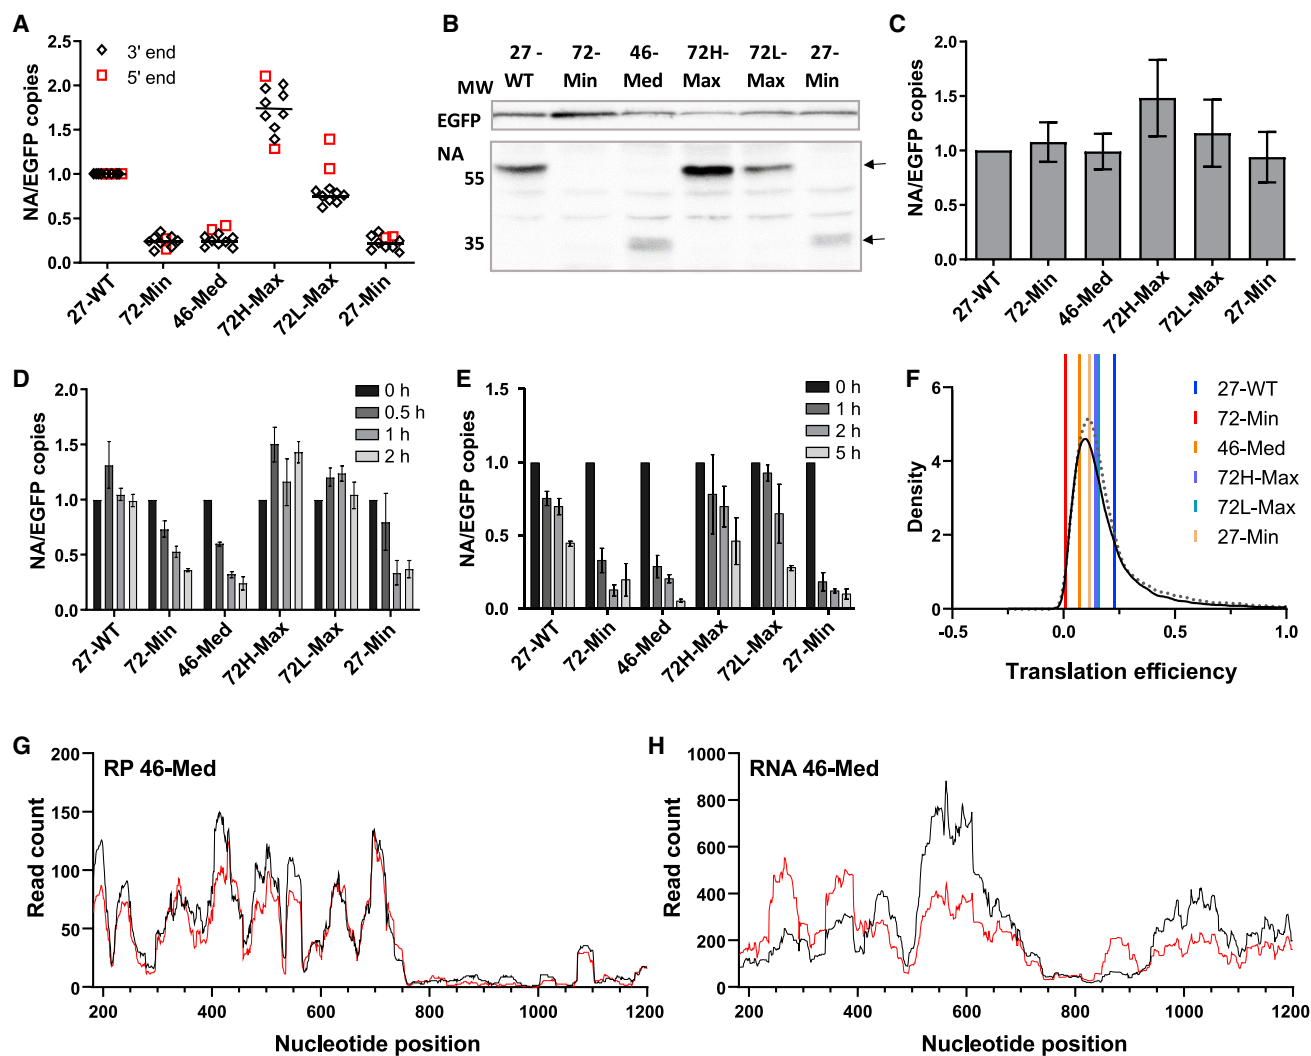 A
NA/EGFP copies
2.5
2.0
1.5
1.0
0.5
0.0
3' end
5' end
27-WT
72-Min
46-Med
72H-Max
72L-Max
27-Min
B
27 - 72- 46- 72H- 72L- 27-
WT Min Med Max Max Min
MW
EGFP
NA
55
35
C
NA/EGFP copies
2.0
1.5
1.0
0.5
0.0
27-WT
72-Min
46-Med
72H-Max
72L-Max
27-Min
D
NA/EGFP copies
2.0
1.5
1.0
0.5
0.0
0 h
0.5 h
1 h
2 h
27-WT
72-Min
46-Med
72H-Max
72L-Max
27-Min
E
NA/EGFP copies
1.5
1.0
0.5
0.0
0 h
1 h
2 h
5 h
27-WT
72-Min
46-Med
72H-Max
72L-Max
27-Min
F
Density
6
4
2
0
-0.5 0.0 0.5 1.0
Translation efficiency
27-WT
72-Min
46-Med
72H-Max
72L-Max
27-Min
G
RP 46-Med
Read count
200
150
100
50
0
200 400 600 800 1000 1200
Nucleotide position
H
RNA 46-Med
Read count
1000
800
600
400
200
0
200 400 600 800 1000 1200
Nucleotide position